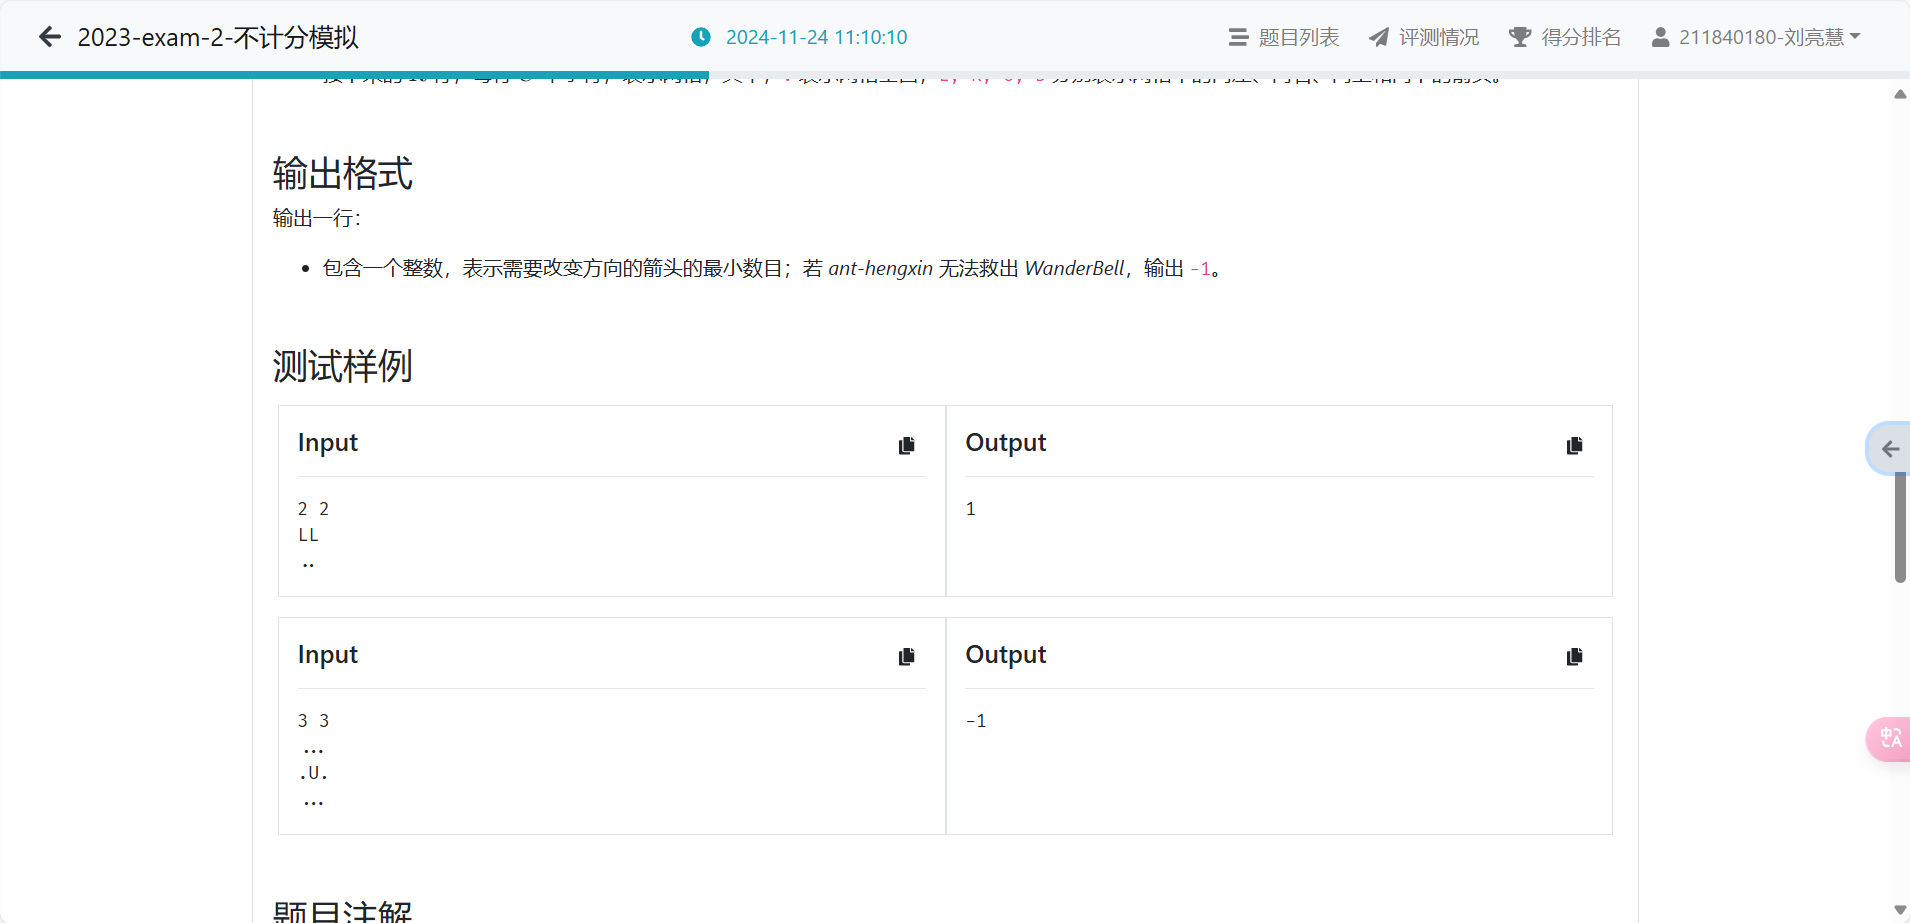 2023-exam-2-不计分模拟
2024-11-24 11:10:10
题目列表
评测情况
得分排名
211840180-刘亮慧
输出格式
输出一行：
包含一个整数，表示需要改变方向的箭头的最小数目；若 ant-hengxin 无法救出 WanderBell，输出 -1。
测试样例
Input
Output
2 2
LL
..
1
Input
Output
3 3
...
.U.
...
-1
题目注解